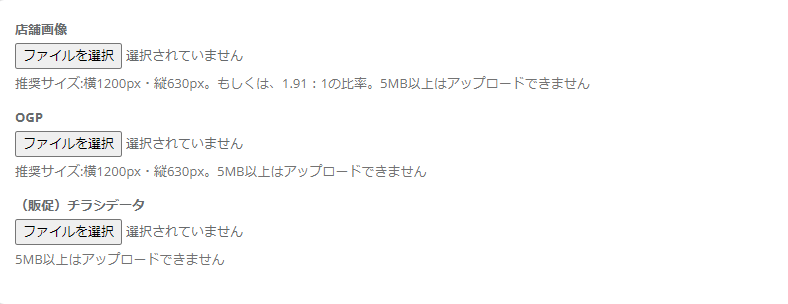 店舗画像
ファイルを選択 選択されていません
推奨サイズ:横1200px・縦630px。もしくは、1.91：1の比率。5MB以上はアップロードできません
OGP
ファイルを選択 選択されていません
推奨サイズ:横1200px・縦630px。5MB以上はアップロードできません
（販促）チラシデータ
ファイルを選択 選択されていません
5MB以上はアップロードできません